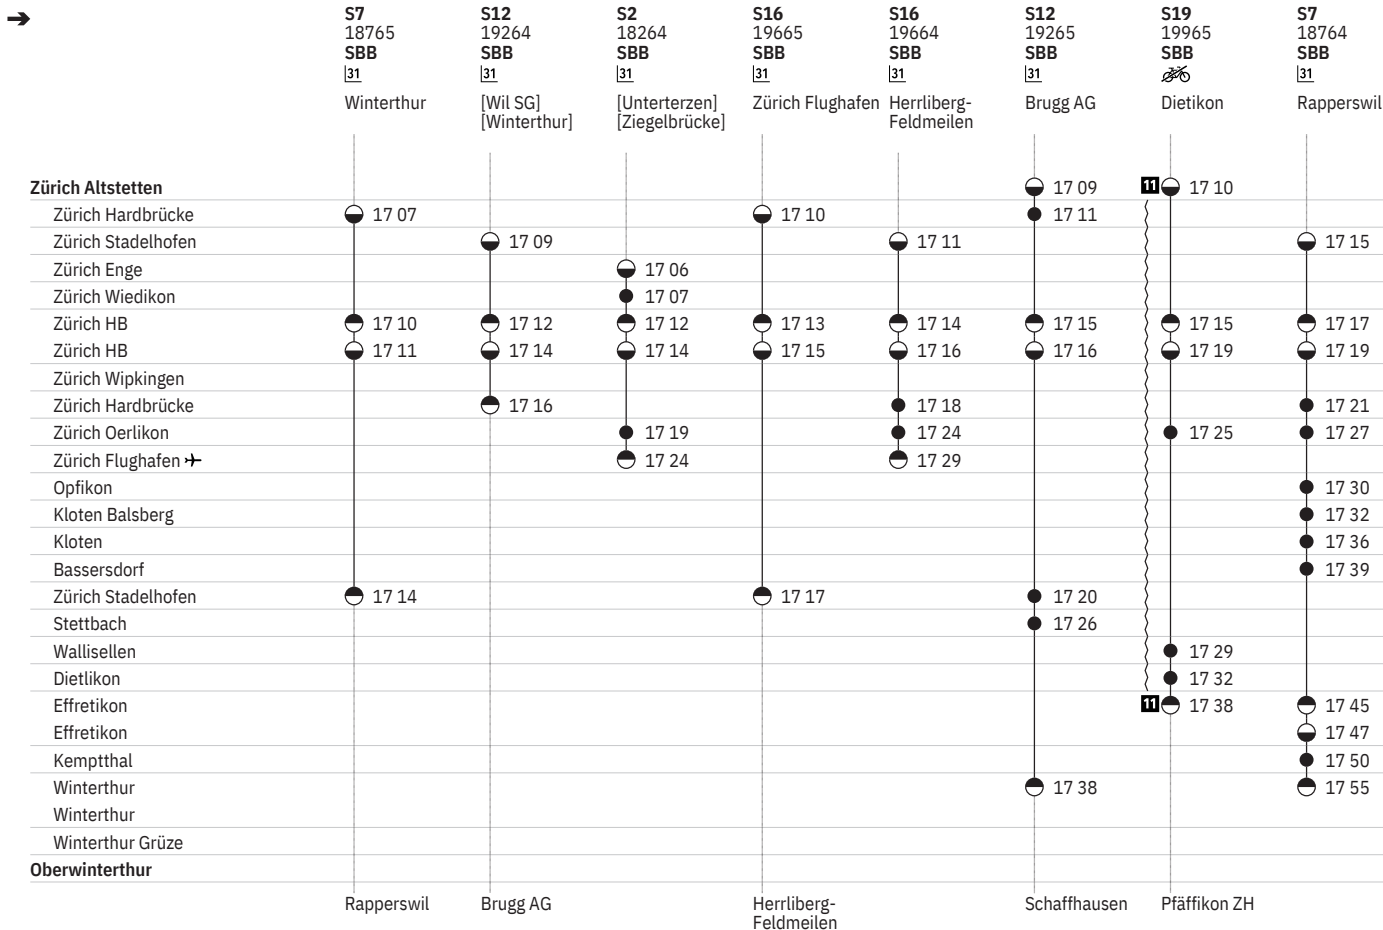 S7 S12 S2 S16 S16 S12 S19 S7
18765 19264 18264 19665 19664 19265 19965 18764
SBB SBB SBB SBB SBB SBB SBB SBB
31 31 31 31 31 31 31
Winterthur [Wil SG] [Unterterzen] Zürich Flughafen Herrliberg- Brugg AG Dietikon Rapperswil
[Winterthur] [Ziegelbrücke] Feldmeilen
Zürich Altstetten 17 09 11 17 10
Zürich Hardbrücke 17 07 17 10 17 11
Zürich Stadelhofen 17 09 17 11 17 15
Zürich Enge 17 06
Zürich Wiedikon 17 07
Zürich HB 17 10 17 12 17 12 17 13 17 14 17 15 17 15 17 17
Zürich HB 17 11 17 14 17 14 17 15 17 16 17 16 17 19 17 19
Zürich Wipkingen
Zürich Hardbrücke 17 16 17 18 17 21
Zürich Oerlikon 17 19 17 24 17 25 17 27
Zürich Flughafen 17 24 17 29
Opfikon 17 30
Kloten Balsberg 17 32
Kloten 17 36
Bassersdorf 17 39
Zürich Stadelhofen 17 14 17 17 17 20
Stettbach 17 26
Wallisellen 17 29
Dietlikon 17 32
Effretikon 11 17 38 17 45
Effretikon 17 47
Kemptthal 17 50
Winterthur 17 38 17 55
Winterthur
Winterthur Grüze
Oberwinterthur
Rapperswil Brugg AG Herrliberg- Schaffhausen Pfäffikon ZH
Feldmeilen